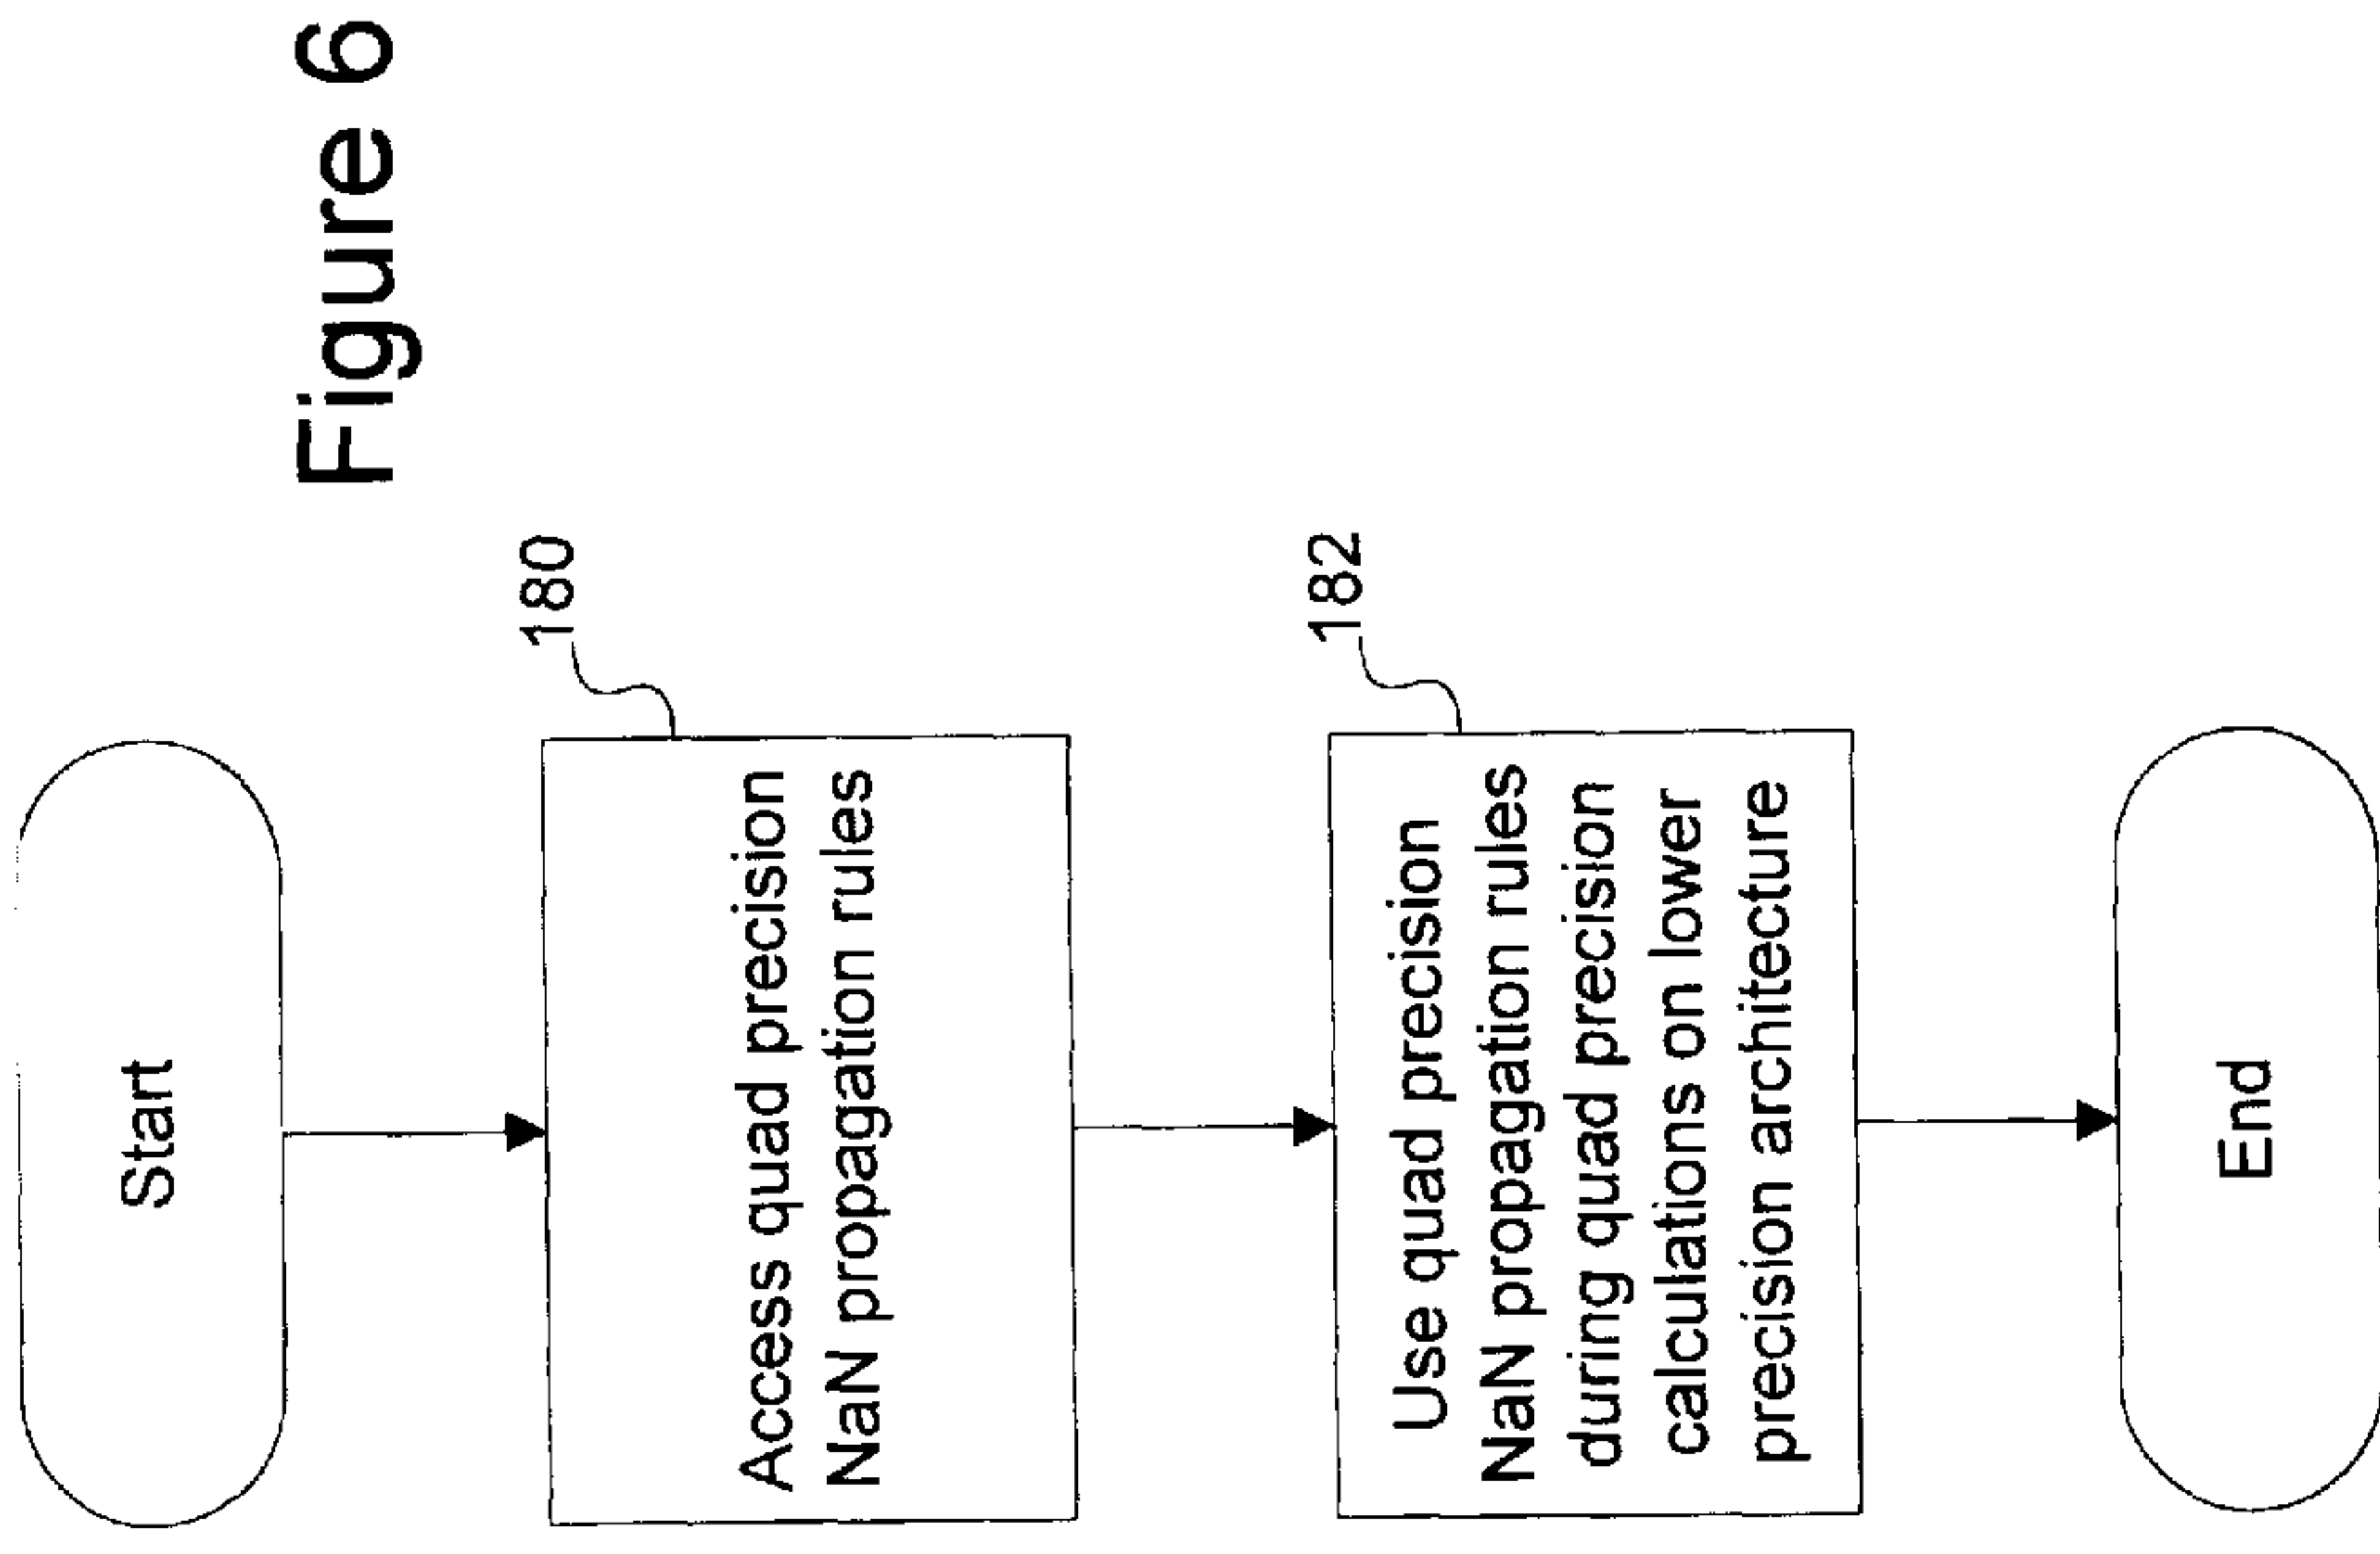 Figure 6
Start
180
Access quad precision
NaN propagation rules
182
Use quad precision
NaN propagation rules
during quad precision
calculations on lower
precision architecture
End